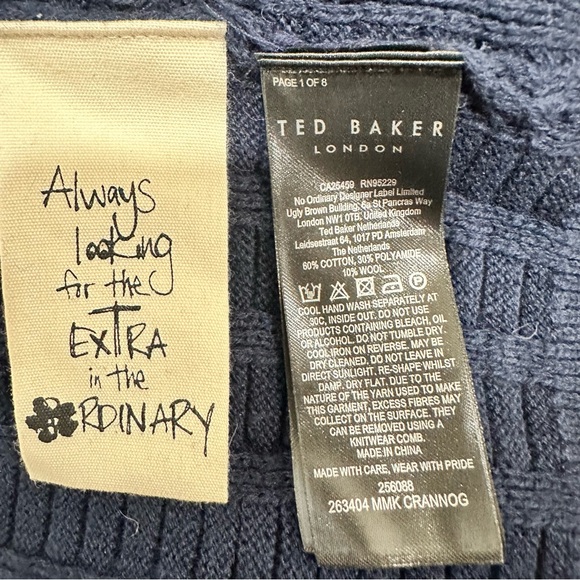 Always
looking
for the
EXTRA
in the
ORDINARY
PAGE 1 OF 8
TED BAKER
LONDON
CA25459 RN95229
No Ordinary Designer Label Limited
Ugly Brown Building, 6a St Pancras Way
London NW1 0TB, United Kingdom
Ted Baker Netherlands
Leidsestraat 64, 1017 PD Amsterdam
The Netherlands
60% COTTON, 30% POLYAMIDE
10% WOOL
COOL HAND WASH SEPARATELY AT
30C, INSIDE OUT. DO NOT USE
PRODUCTS CONTAINING BLEACH, OIL
OR ALCOHOL. DO NOT TUMBLE DRY.
COOL IRON ON REVERSE. MAY BE
DRY CLEANED. DO NOT LEAVE IN
DIRECT SUNLIGHT. RE-SHAPE WHILST
DAMP. DRY FLAT. DUE TO THE
NATURE OF THE YARN USED TO MAKE
THIS GARMENT, EXCESS FIBRES MAY
COLLECT ON THE SURFACE. THEY
CAN BE REMOVED USING A
KNITWEAR COMB.
MADE IN CHINA
MADE WITH CARE, WEAR WITH PRIDE
256088
263404 MMK CRANNOG